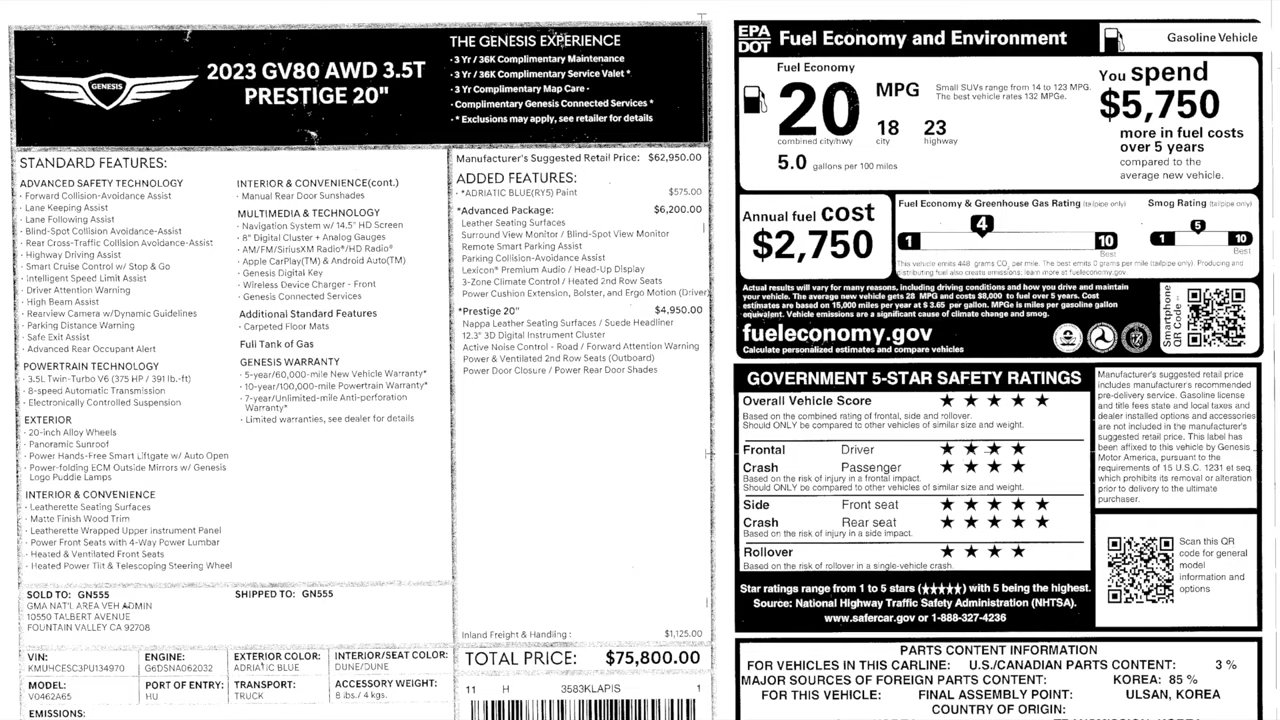 GENESIS
2023 GV80 AWD 3.5T
PRESTIGE 20"
THE GENESIS EXPERIENCE
· 3 Yr / 36K Complimentary Maintenance
· 3 Yr / 36K Complimentary Service Valet *
· 3 Yr Complimentary Map Care ·
· Complimentary Genesis Connected Services *
· * Exclusions may apply, see retailer for details
STANDARD FEATURES:
ADVANCED SAFETY TECHNOLOGY
· Forward Collision-Avoidance Assist
· Lane Keeping Assist
· Lane Following Assist
· Blind-Spot Collision Avoidance-Assist
· Rear Cross-Traffic Collision Avoidance-Assist
· Highway Driving Assist
· Smart Cruise Control w/ Stop & Go
· Intelligent Speed Limit Assist
· Driver Attention Warning
· High Beam Assist
· Rearview Camera w/Dynamic Guidelines
· Parking Distance Warning
· Safe Exit Assist
· Advanced Rear Occupant Alert
POWERTRAIN TECHNOLOGY
· 3.5L Twin-Turbo V6 (375 HP / 391 lb.-ft)
· 8-speed Automatic Transmission
· Electronically Controlled Suspension
EXTERIOR
· 20-inch Alloy Wheels
· Panoramic Sunroof
· Power Hands-Free Smart Liftgate w/ Auto Open
· Power-folding ECM Outside Mirrors w/ Genesis
Logo Puddle Lamps
INTERIOR & CONVENIENCE
· Leatherette Seating Surfaces
· Matte Finish Wood Trim
· Leatherette Wrapped Upper Instrument Panel
· Power Front Seats with 4-Way Power Lumbar
· Heated & Ventilated Front Seats
· Heated Power Tilt & Telescoping Steering Wheel
INTERIOR & CONVENIENCE(cont.)
· Manual Rear Door Sunshades
MULTIMEDIA & TECHNOLOGY
· Navigation System w/ 14.5" HD Screen
· 8" Digital Cluster + Analog Gauges
· AM/FM/SiriusXM Radio®/HD Radio®
· Apple CarPlay(TM) & Android Auto(TM)
· Genesis Digital Key
· Wireless Device Charger - Front
· Genesis Connected Services
Additional Standard Features
· Carpeted Floor Mats
Full Tank of Gas
GENESIS WARRANTY
· 5-year/60,000-mile New Vehicle Warranty*
· 10-year/100,000-mile Powertrain Warranty*
· 7-year/Unlimited-mile Anti-perforation
Warranty*
· Limited warranties, see dealer for details
Manufacturer's Suggested Retail Price: $62,950.00
ADDED FEATURES:
· *ADRIATIC BLUE(RY5) Paint $575.00
*Advanced Package: $6,200.00
Leather Seating Surfaces
Surround View Monitor / Blind-Spot View Monitor
Remote Smart Parking Assist
Parking Collision-Avoidance Assist
Lexicon® Premium Audio / Head-Up Display
3-Zone Climate Control / Heated 2nd Row Seats
Power Cushion Extension, Bolster, and Ergo Motion (Driver)
*Prestige 20" $4,950.00
Nappa Leather Seating Surfaces / Suede Headliner
12.3" 3D Digital Instrument Cluster
Active Noise Control - Road / Forward Attention Warning
Power & Ventilated 2nd Row Seats (Outboard)
Power Door Closure / Power Rear Door Shades
Inland Freight & Handling : $1,125.00
TOTAL PRICE: $75,800.00
SOLD TO: GN555
GMA NAT'L AREA VEH ADMIN
10550 TALBERT AVENUE
FOUNTAIN VALLEY CA 92708
SHIPPED TO: GN555
VIN:
KMUHCESC3PU134970
ENGINE:
G6DSNA062032
EXTERIOR COLOR:
ADRIATIC BLUE
INTERIOR/SEAT COLOR:
DUNE/DUNE
MODEL:
V0462A65
PORT OF ENTRY:
HU
TRANSPORT:
TRUCK
ACCESSORY WEIGHT:
8 lbs./ 4 kgs.
EMISSIONS:
11 H 3583KLAPIS 1
EPA
DOT
Fuel Economy and Environment
Gasoline Vehicle
Fuel Economy
20
MPG
combined city/hwy
18
city
23
highway
5.0 gallons per 100 miles
Small SUVs range from 14 to 123 MPG.
The best vehicle rates 132 MPGe.
You spend
$5,750
more in fuel costs
over 5 years
compared to the
average new vehicle.
Annual fuel cost
$2,750
Fuel Economy & Greenhouse Gas Rating (tailpipe only)
4
1
10
Best
Smog Rating (tailpipe only)
5
1
10
Best
This vehicle emits 448 grams CO2 per mile. The best emits 0 grams per mile (tailpipe only). Producing and
distributing fuel also create emissions; learn more at fueleconomy.gov.
Actual results will vary for many reasons, including driving conditions and how you drive and maintain
your vehicle. The average new vehicle gets 28 MPG and costs $8,000 to fuel over 5 years. Cost
estimates are based on 15,000 miles per year at $ 3.65 per gallon. MPGe is miles per gasoline gallon
equivalent. Vehicle emissions are a significant cause of climate change and smog.
fueleconomy.gov
Calculate personalized estimates and compare vehicles
Smartphone
QR Code
GOVERNMENT 5-STAR SAFETY RATINGS
Overall Vehicle Score ★ ★ ★ ★ ★
Based on the combined rating of frontal, side and rollover.
Should ONLY be compared to other vehicles of similar size and weight.
Frontal Driver ★ ★ ★ ★
Crash Passenger ★ ★ ★ ★
Based on the risk of injury in a frontal impact.
Should ONLY be compared to other vehicles of similar size and weight.
Side Front seat ★ ★ ★ ★ ★
Crash Rear seat ★ ★ ★ ★ ★
Based on the risk of injury in a side impact.
Rollover ★ ★ ★ ★
Based on the risk of rollover in a single-vehicle crash.
Star ratings range from 1 to 5 stars (★★★★★) with 5 being the highest.
Source: National Highway Traffic Safety Administration (NHTSA).
www.safercar.gov or 1-888-327-4236
Manufacturer's suggested retail price
includes manufacturer's recommended
pre-delivery service. Gasoline license
and title fees state and local taxes and
dealer installed options and accessories
are not included in the manufacturer's
suggested retail price. This label has
been affixed to this vehicle by Genesis
Motor America, pursuant to the
requirements of 15 U.S.C. 1231 et seq.
which prohibits its removal or alteration
prior to delivery to the ultimate
purchaser.
Scan this QR
code for general
model
information and
options
PARTS CONTENT INFORMATION
FOR VEHICLES IN THIS CARLINE: U.S./CANADIAN PARTS CONTENT: 3 %
MAJOR SOURCES OF FOREIGN PARTS CONTENT: KOREA: 85 %
FOR THIS VEHICLE: FINAL ASSEMBLY POINT: ULSAN, KOREA
COUNTRY OF ORIGIN: